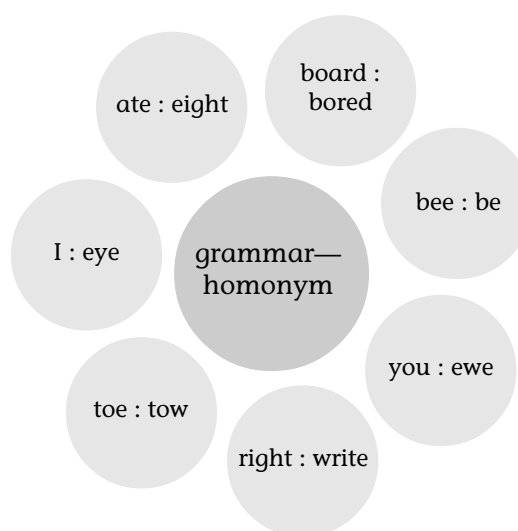 board :
bored
ate : eight
bee : be
I : eye
grammar—
homonym
you : ewe
toe : tow
right : write